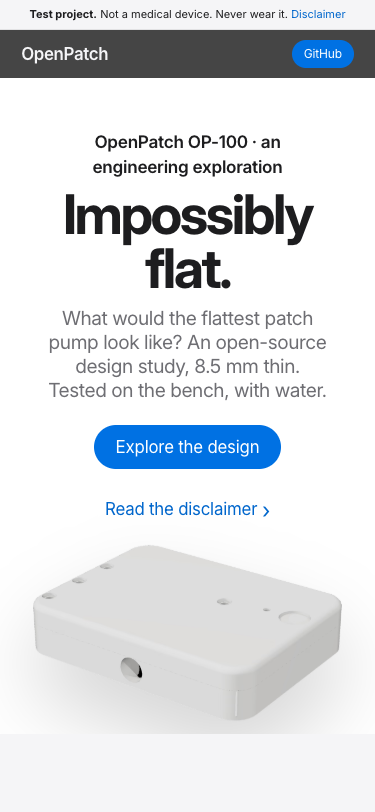 Test project. Not a medical device. Never wear it. Disclaimer
OpenPatch
GitHub
OpenPatch OP-100 · an
engineering exploration
Impossibly
flat.
What would the flattest patch
pump look like? An open-source
design study, 8.5 mm thin.
Tested on the bench, with water.
Explore the design
Read the disclaimer ›